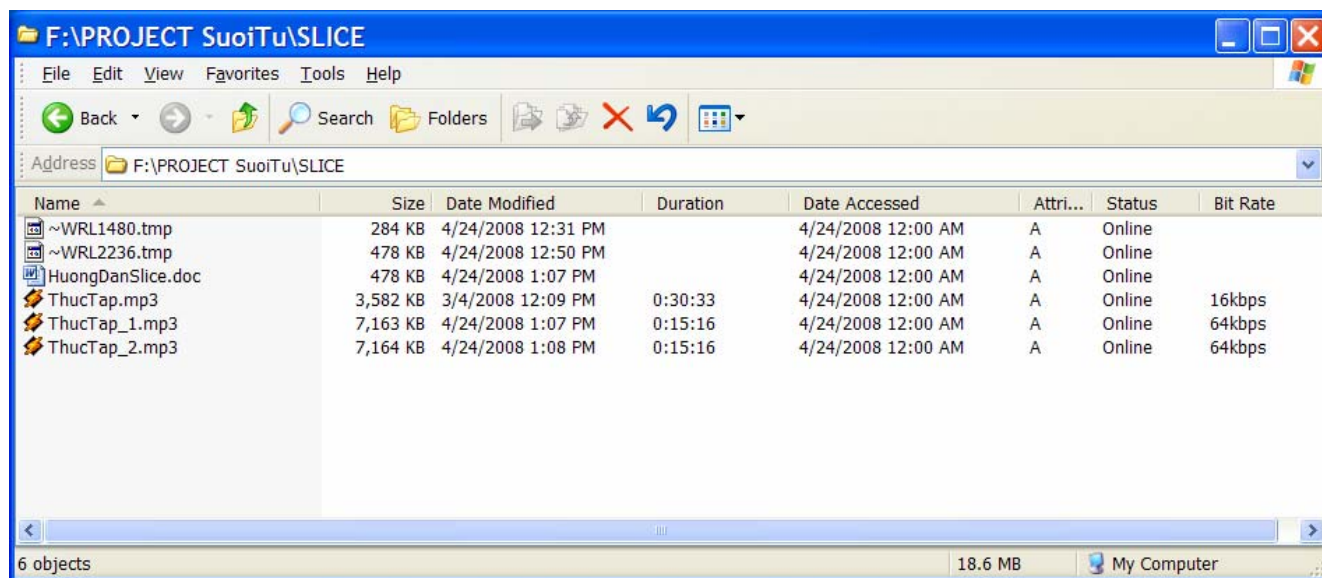 F:\PROJECT SuoiTu\SLICE
File Edit View Favorites Tools Help
Back Search Folders
Address F:\PROJECT SuoiTu\SLICE
Name Size Date Modified Duration Date Accessed Attri... Status Bit Rate
~WRL1480.tmp 284 KB 4/24/2008 12:31 PM 4/24/2008 12:00 AM A Online
~WRL2236.tmp 478 KB 4/24/2008 12:50 PM 4/24/2008 12:00 AM A Online
HuongDanSlice.doc 478 KB 4/24/2008 1:07 PM 4/24/2008 12:00 AM A Online
ThucTap.mp3 3,582 KB 3/4/2008 12:09 PM 0:30:33 4/24/2008 12:00 AM A Online 16kbps
ThucTap_1.mp3 7,163 KB 4/24/2008 1:07 PM 0:15:16 4/24/2008 12:00 AM A Online 64kbps
ThucTap_2.mp3 7,164 KB 4/24/2008 1:08 PM 0:15:16 4/24/2008 12:00 AM A Online 64kbps
6 objects 18.6 MB My Computer